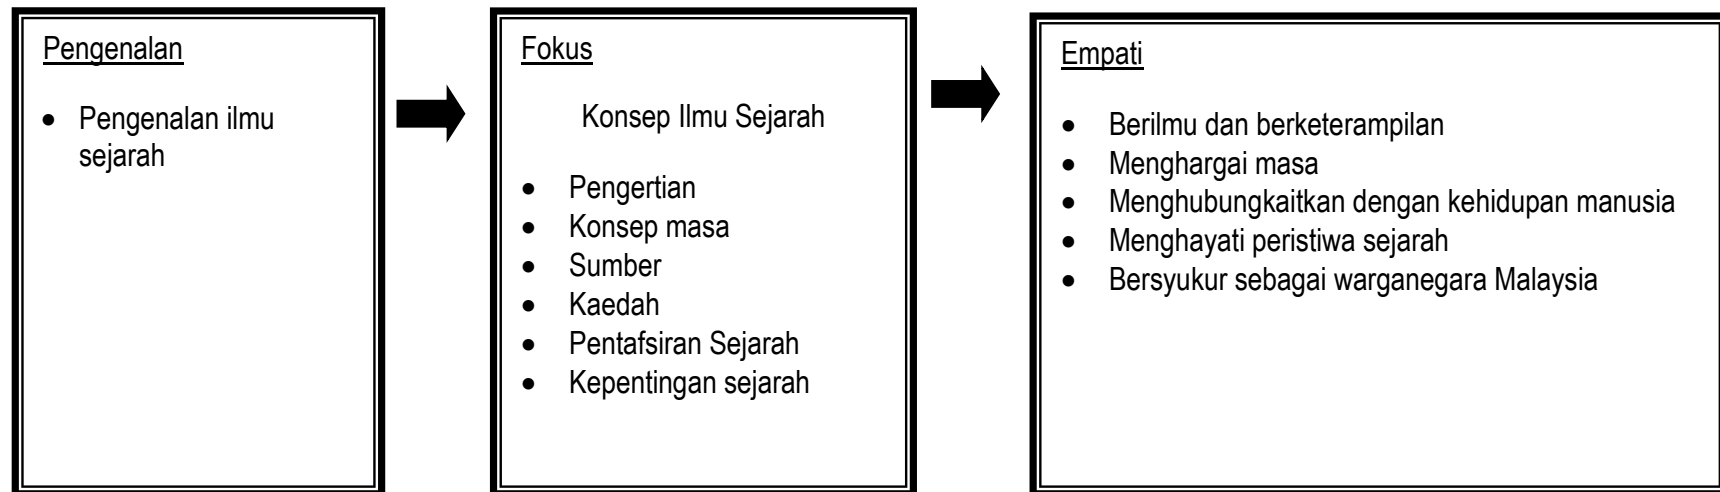 Pengenalan
• Pengenalan ilmu
sejarah
Fokus
Konsep Ilmu Sejarah
• Pengertian
• Konsep masa
• Sumber
• Kaedah
• Pentafsiran Sejarah
• Kepentingan sejarah
Empati
• Berilmu dan berketerampilan
• Menghargai masa
• Menghubungkaitkan dengan kehidupan manusia
• Menghayati peristiwa sejarah
• Bersyukur sebagai warganegara Malaysia